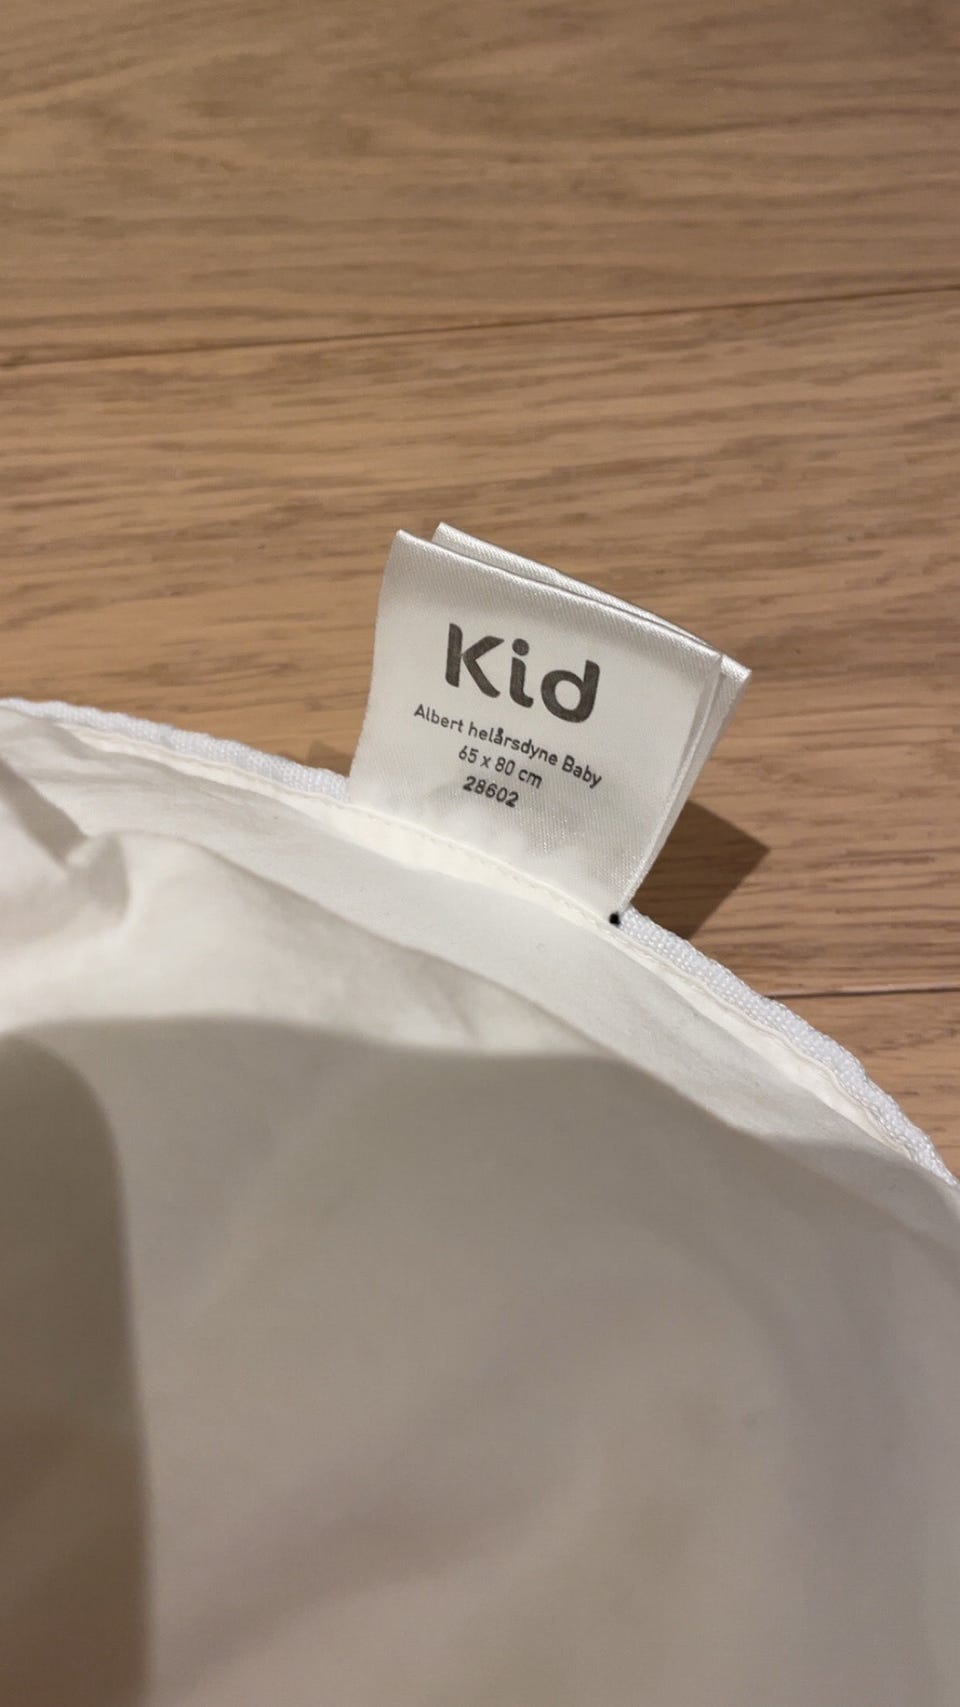 Kid
Albert helårsdyne Baby
65 x 80 cm
28602